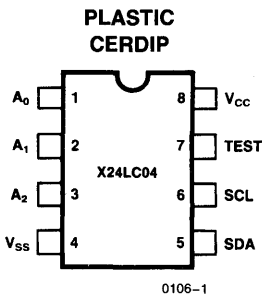 PLASTIC
CERDIP
A0 1 8 VCC
A1 2 7 TEST
X24LC04
A2 3 6 SCL
VSS 4 5 SDA
0106–1